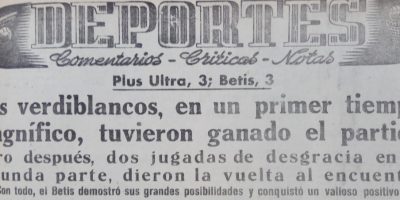 DEPORTES
Comentarios - Criticas - Notas
Plus Ultra, 3; Betis, 3
s verdiblancos, en un primer tiemp
gnífico, tuvieron ganado el partic
ro después, dos jugadas de desgracia en
unda parte, dieron la vuelta al encuent
Con todo, el Betis demostró sus grandes posibilidades y conquistó un valioso positivo